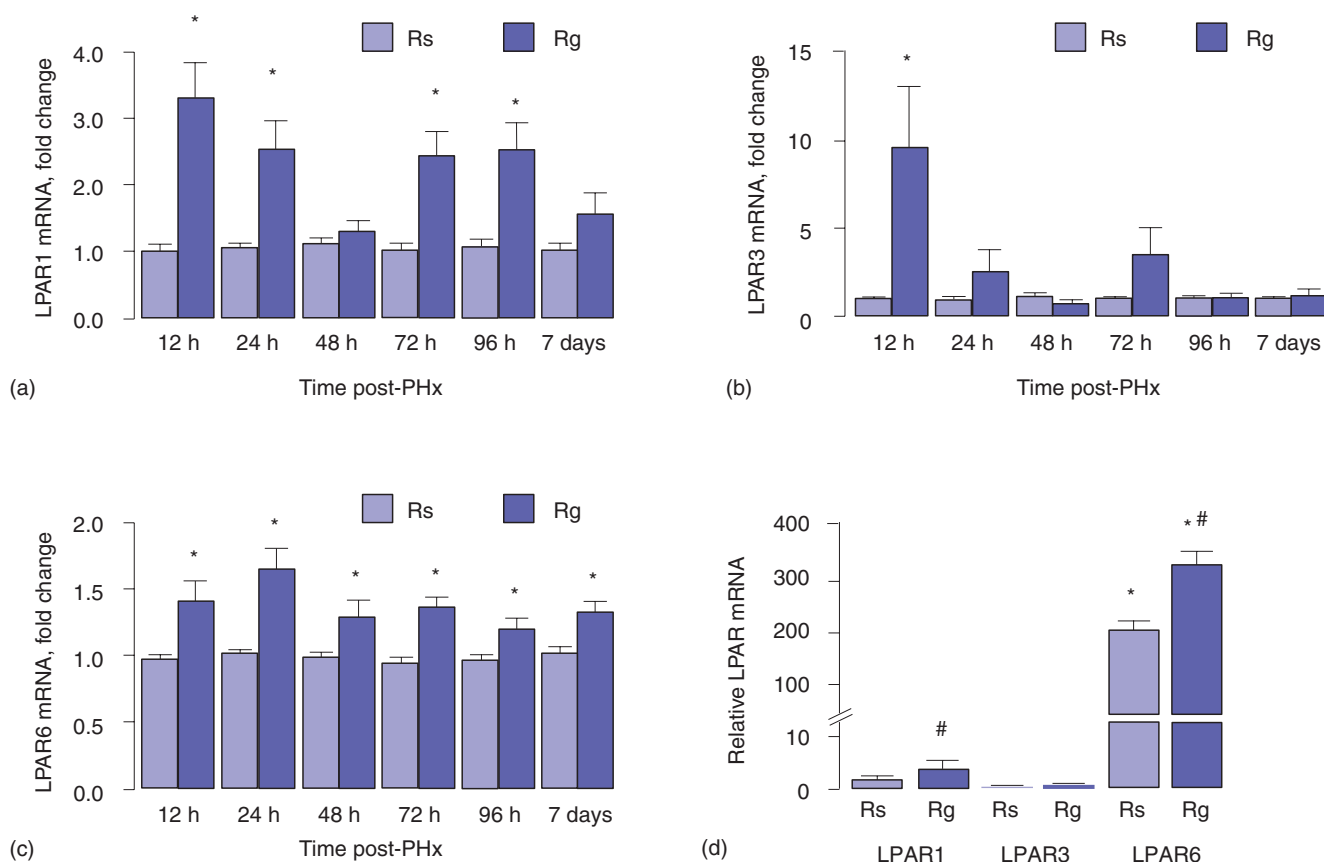 Rs Rg
LPAR1 mRNA, fold change
4.0
3.0
2.0
1.0
0.0
* * * *
12 h 24 h 48 h 72 h 96 h 7 days
Time post-PHx
(a)
Rs Rg
LPAR3 mRNA, fold change
15
10
5
0
*
12 h 24 h 48 h 72 h 96 h 7 days
Time post-PHx
(b)
Rs Rg
LPAR6 mRNA, fold change
2.0
1.5
1.0
0.5
0.0
* * * * * *
12 h 24 h 48 h 72 h 96 h 7 days
Time post-PHx
(c)
Relative LPAR mRNA
400
300
200
100
10
0
# * * #
Rs Rg Rs Rg Rs Rg
LPAR1 LPAR3 LPAR6
(d)